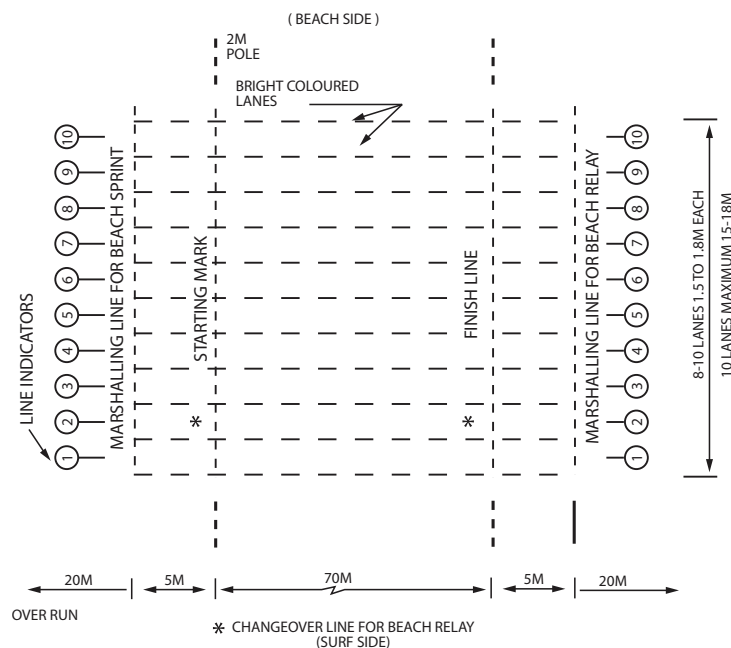 ( BEACH SIDE )
2M
POLE
BRIGHT COLOURED
LANES
10
9
8
7
6
5
4
3
2
1
LINE INDICATORS
MARSHALLING LINE FOR BEACH SPRINT
STARTING MARK
*
FINISH LINE
*
MARSHALLING LINE FOR BEACH RELAY
10
9
8
7
6
5
4
3
2
1
8-10 LANES 1.5 TO 1.8M EACH
10 LANES MAXIMUM 15-18M
20M 5M 70M 5M 20M
OVER RUN
* CHANGEOVER LINE FOR BEACH RELAY
(SURF SIDE)